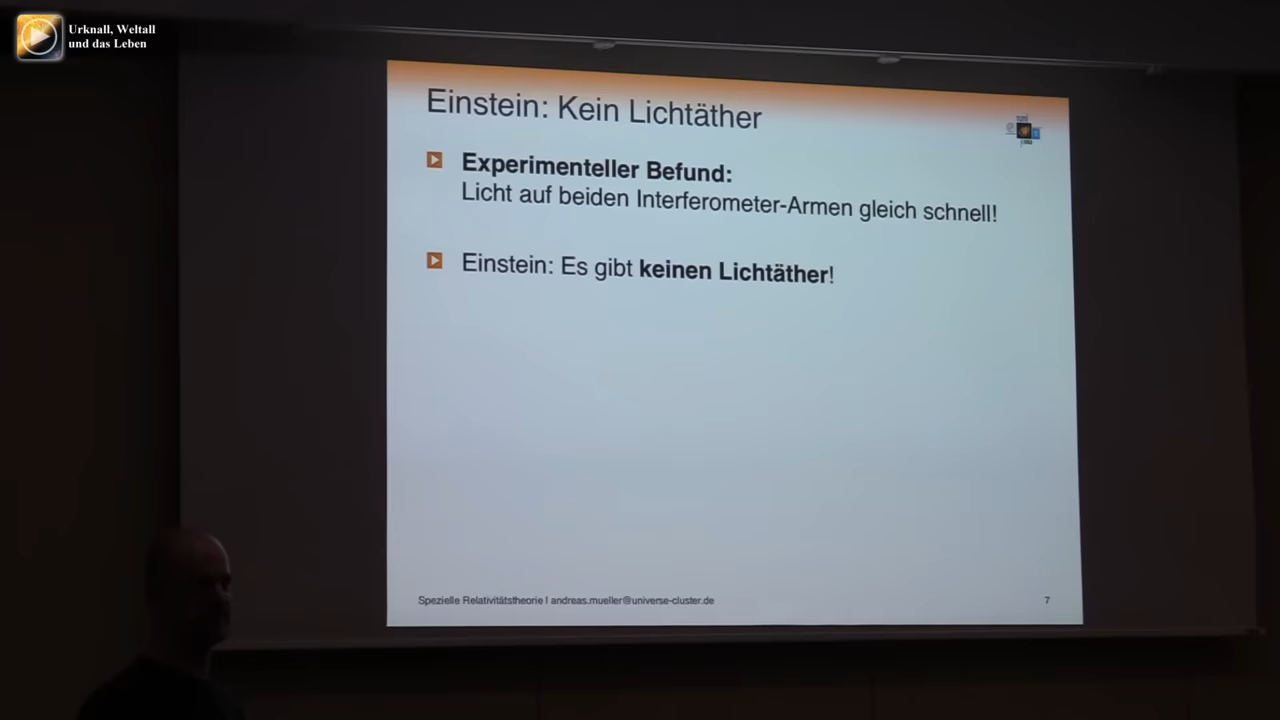 Urknall, Weltall
und das Leben
Einstein: Kein Lichtäther
Experimenteller Befund:
Licht auf beiden Interferometer-Armen gleich schnell!
Einstein: Es gibt keinen Lichtäther!
Spezielle Relativitätstheorie I andreas.mueller@universe-cluster.de
7